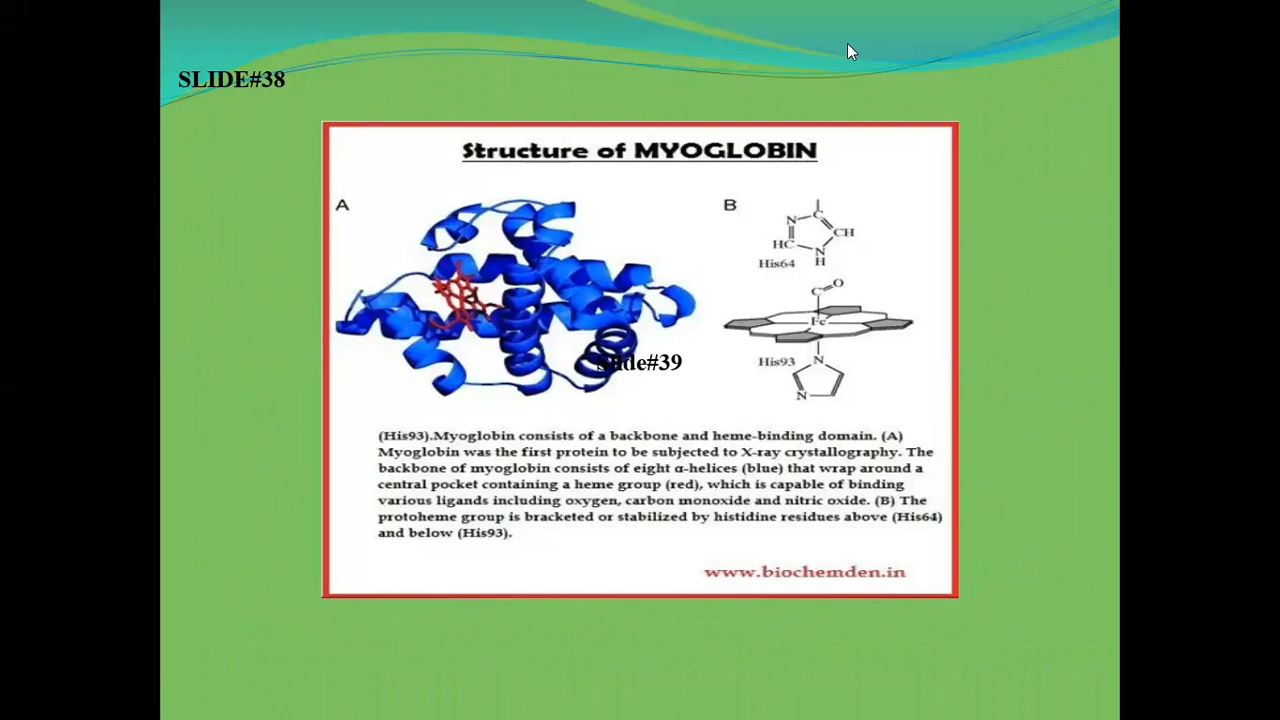 SLIDE#38
Structure of MYOGLOBIN
A
B
N
C
CH
HC
N
H
His64
C
O
Fe
His93
N
N
Slide#39
(His93).Myoglobin consists of a backbone and heme-binding domain. (A)
Myoglobin was the first protein to be subjected to X-ray crystallography. The
backbone of myoglobin consists of eight α-helices (blue) that wrap around a
central pocket containing a heme group (red), which is capable of binding
various ligands including oxygen, carbon monoxide and nitric oxide. (B) The
protoheme group is bracketed or stabilized by histidine residues above (His64)
and below (His93).
www.biochemden.in